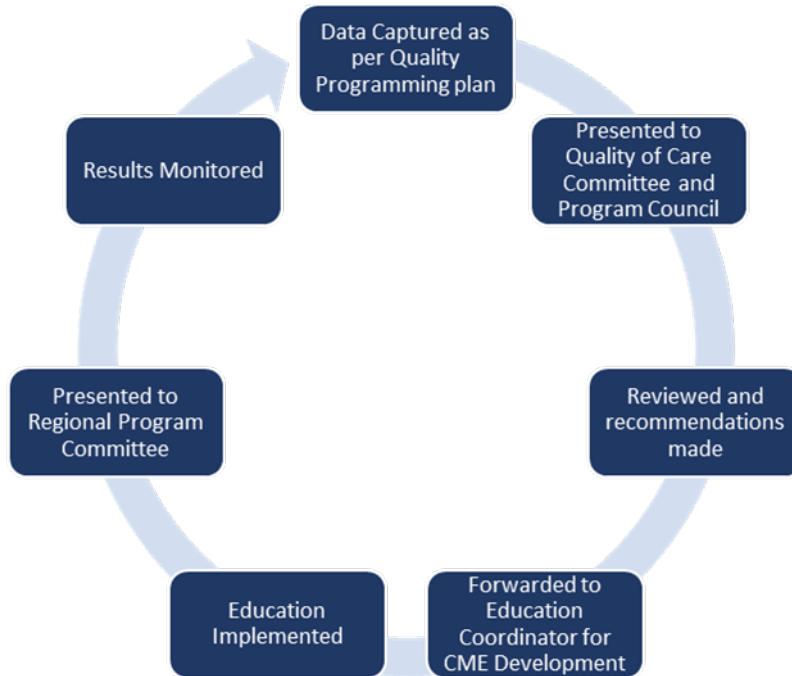 Data Captured as
per Quality
Programming plan
Presented to
Quality of Care
Committee and
Program Council
Reviewed and
recommendations
made
Forwarded to
Education
Coordinator for
CME Development
Education
Implemented
Presented to
Regional Program
Committee
Results Monitored